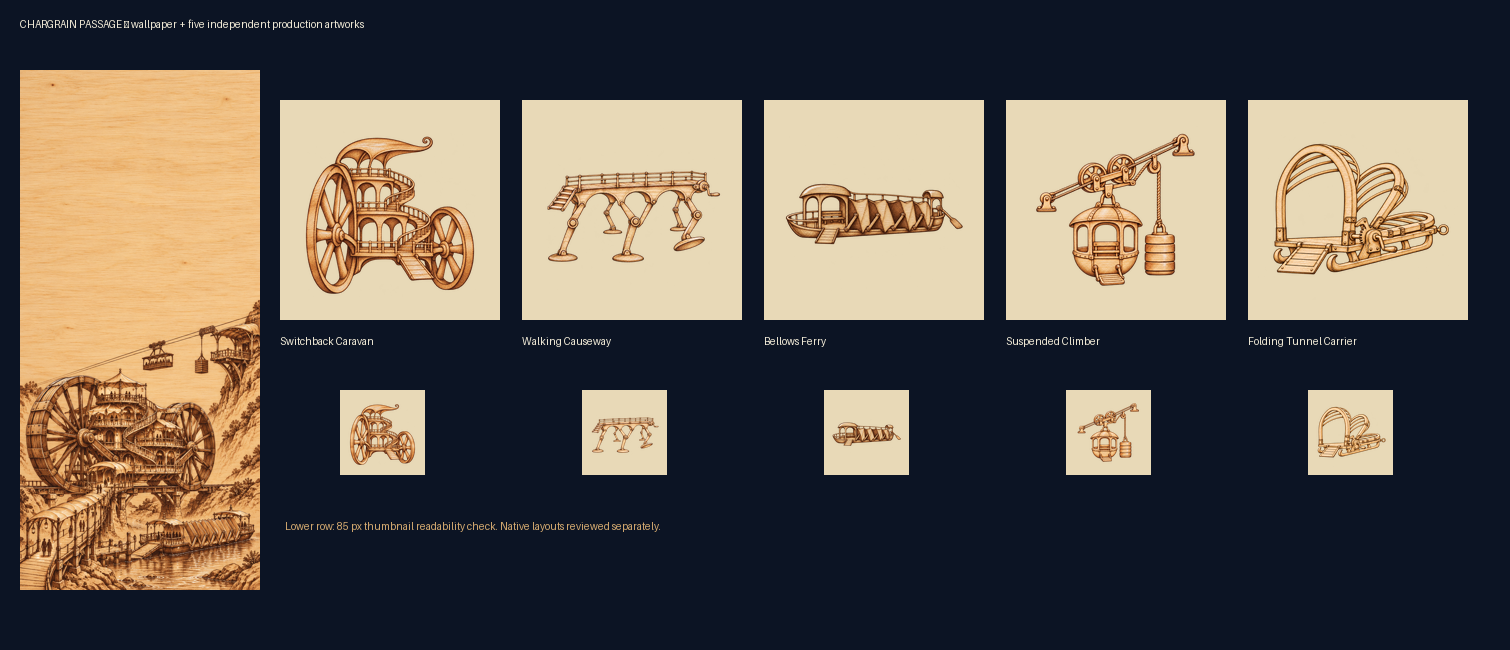 CHARGRAIN PASSAGE ☒ wallpaper + five independent production artworks
Switchback Caravan
Walking Causeway
Bellows Ferry
Suspended Climber
Folding Tunnel Carrier
Lower row: 85 px thumbnail readability check. Native layouts reviewed separately.